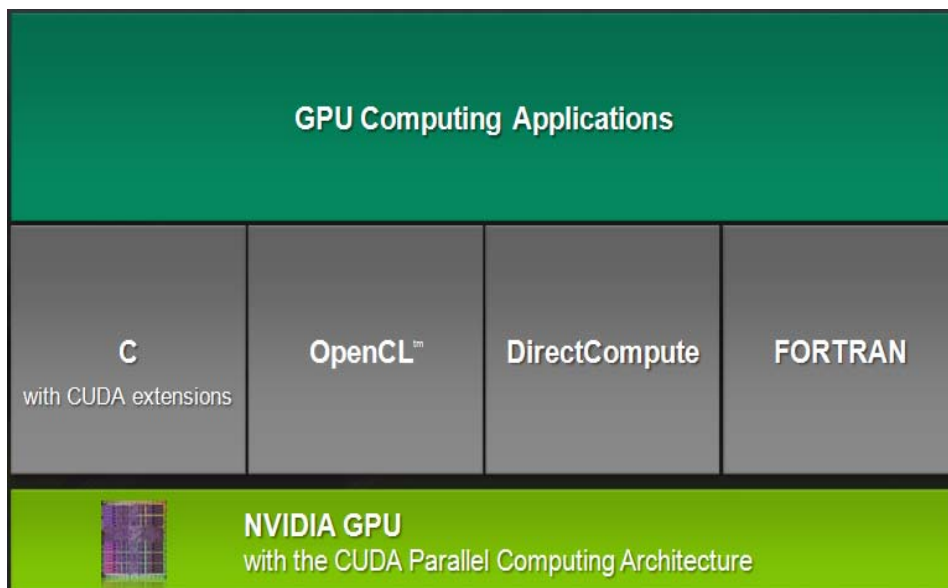 GPU Computing Applications
C
with CUDA extensions
OpenCL™
DirectCompute
FORTRAN
NVIDIA GPU
with the CUDA Parallel Computing Architecture